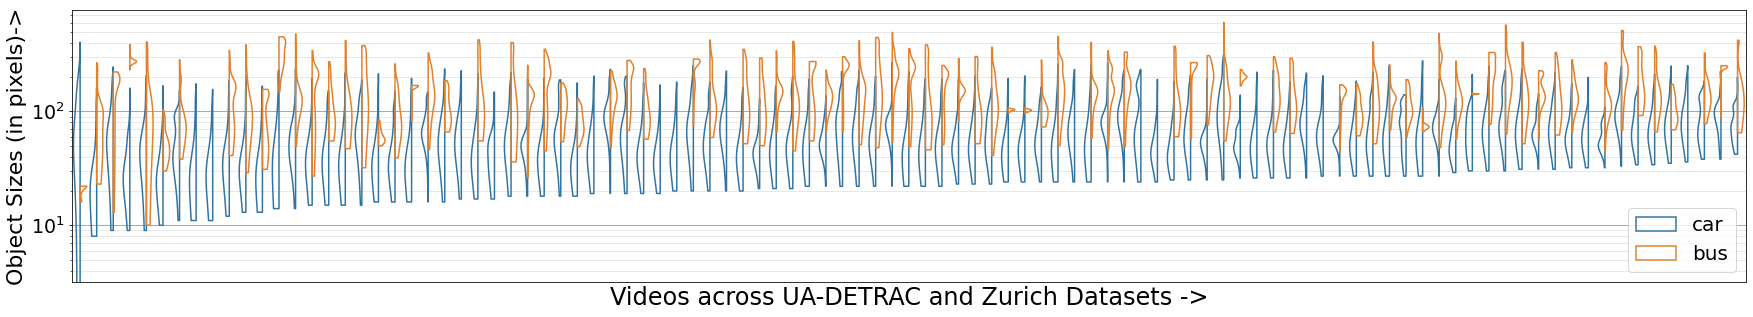 Object Sizes (in pixels)->
10²
10¹
car
bus
Videos across UA-DETRAC and Zurich Datasets ->